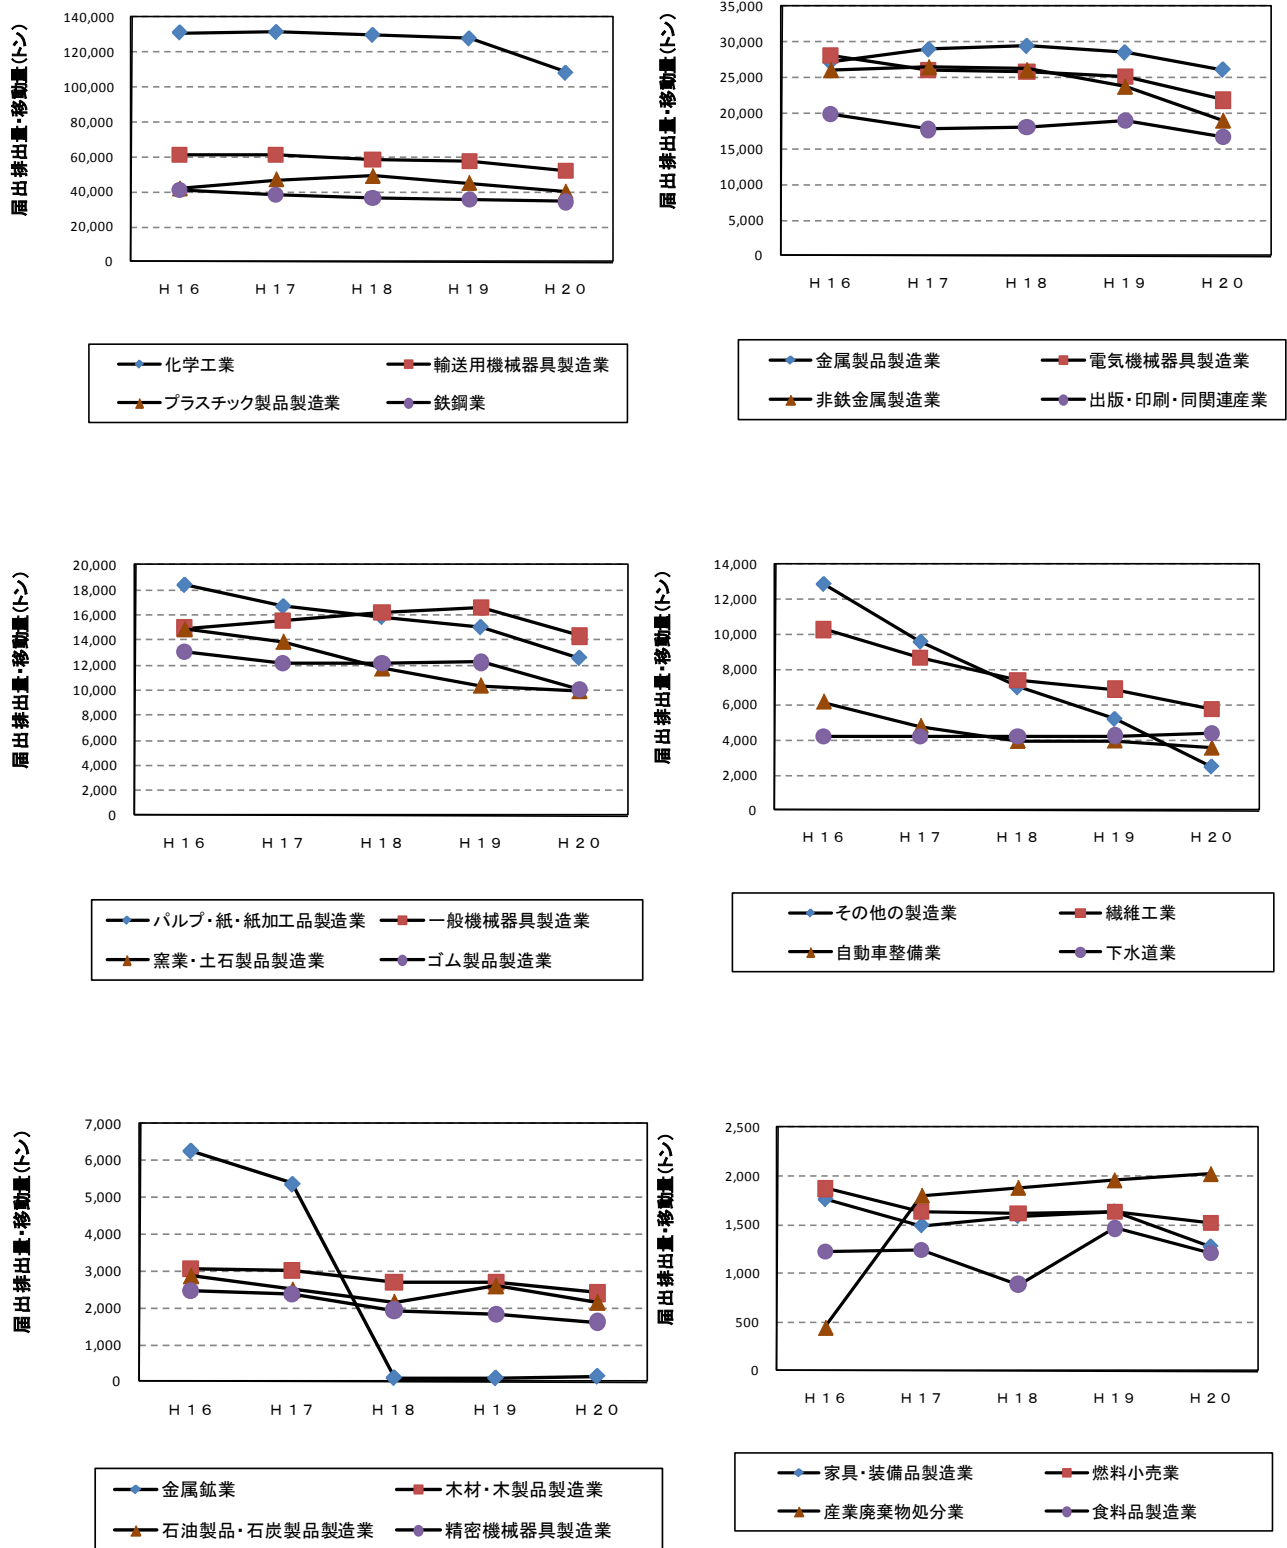 届出排出量・移動量(トン)
140,000
120,000
100,000
80,000
60,000
40,000
20,000
0
H16 H17 H18 H19 H20
化学工業 輸送用機械器具製造業
プラスチック製品製造業 鉄鋼業
届出排出量・移動量(トン)
35,000
30,000
25,000
20,000
15,000
10,000
5,000
0
H16 H17 H18 H19 H20
金属製品製造業 電気機械器具製造業
非鉄金属製造業 出版・印刷・同関連産業
届出排出量・移動量(トン)
20,000
18,000
16,000
14,000
12,000
10,000
8,000
6,000
4,000
2,000
0
H16 H17 H18 H19 H20
パルプ・紙・紙加工品製造業 一般機械器具製造業
窯業・土石製品製造業 ゴム製品製造業
届出排出量・移動量(トン)
14,000
12,000
10,000
8,000
6,000
4,000
2,000
0
H16 H17 H18 H19 H20
その他の製造業 繊維工業
自動車整備業 下水道業
届出排出量・移動量(トン)
7,000
6,000
5,000
4,000
3,000
2,000
1,000
0
H16 H17 H18 H19 H20
金属鉱業 木材・木製品製造業
石油製品・石炭製品製造業 精密機械器具製造業
届出排出量・移動量(トン)
2,500
2,000
1,500
1,000
500
0
H16 H17 H18 H19 H20
家具・装備品製造業 燃料小売業
産業廃棄物処分業 食料品製造業